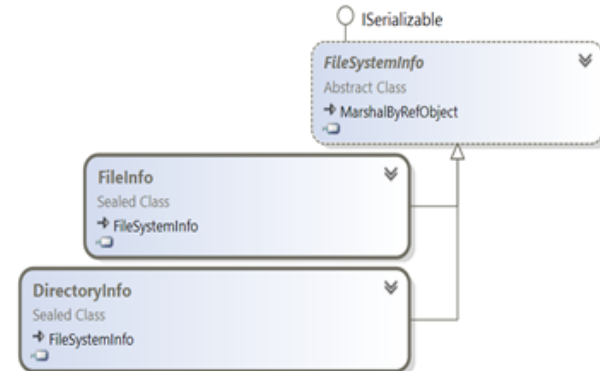 ISerializable
FileSystemInfo
Abstract Class
MarshalByRefObject
FileInfo
Sealed Class
FileSystemInfo
DirectoryInfo
Sealed Class
FileSystemInfo